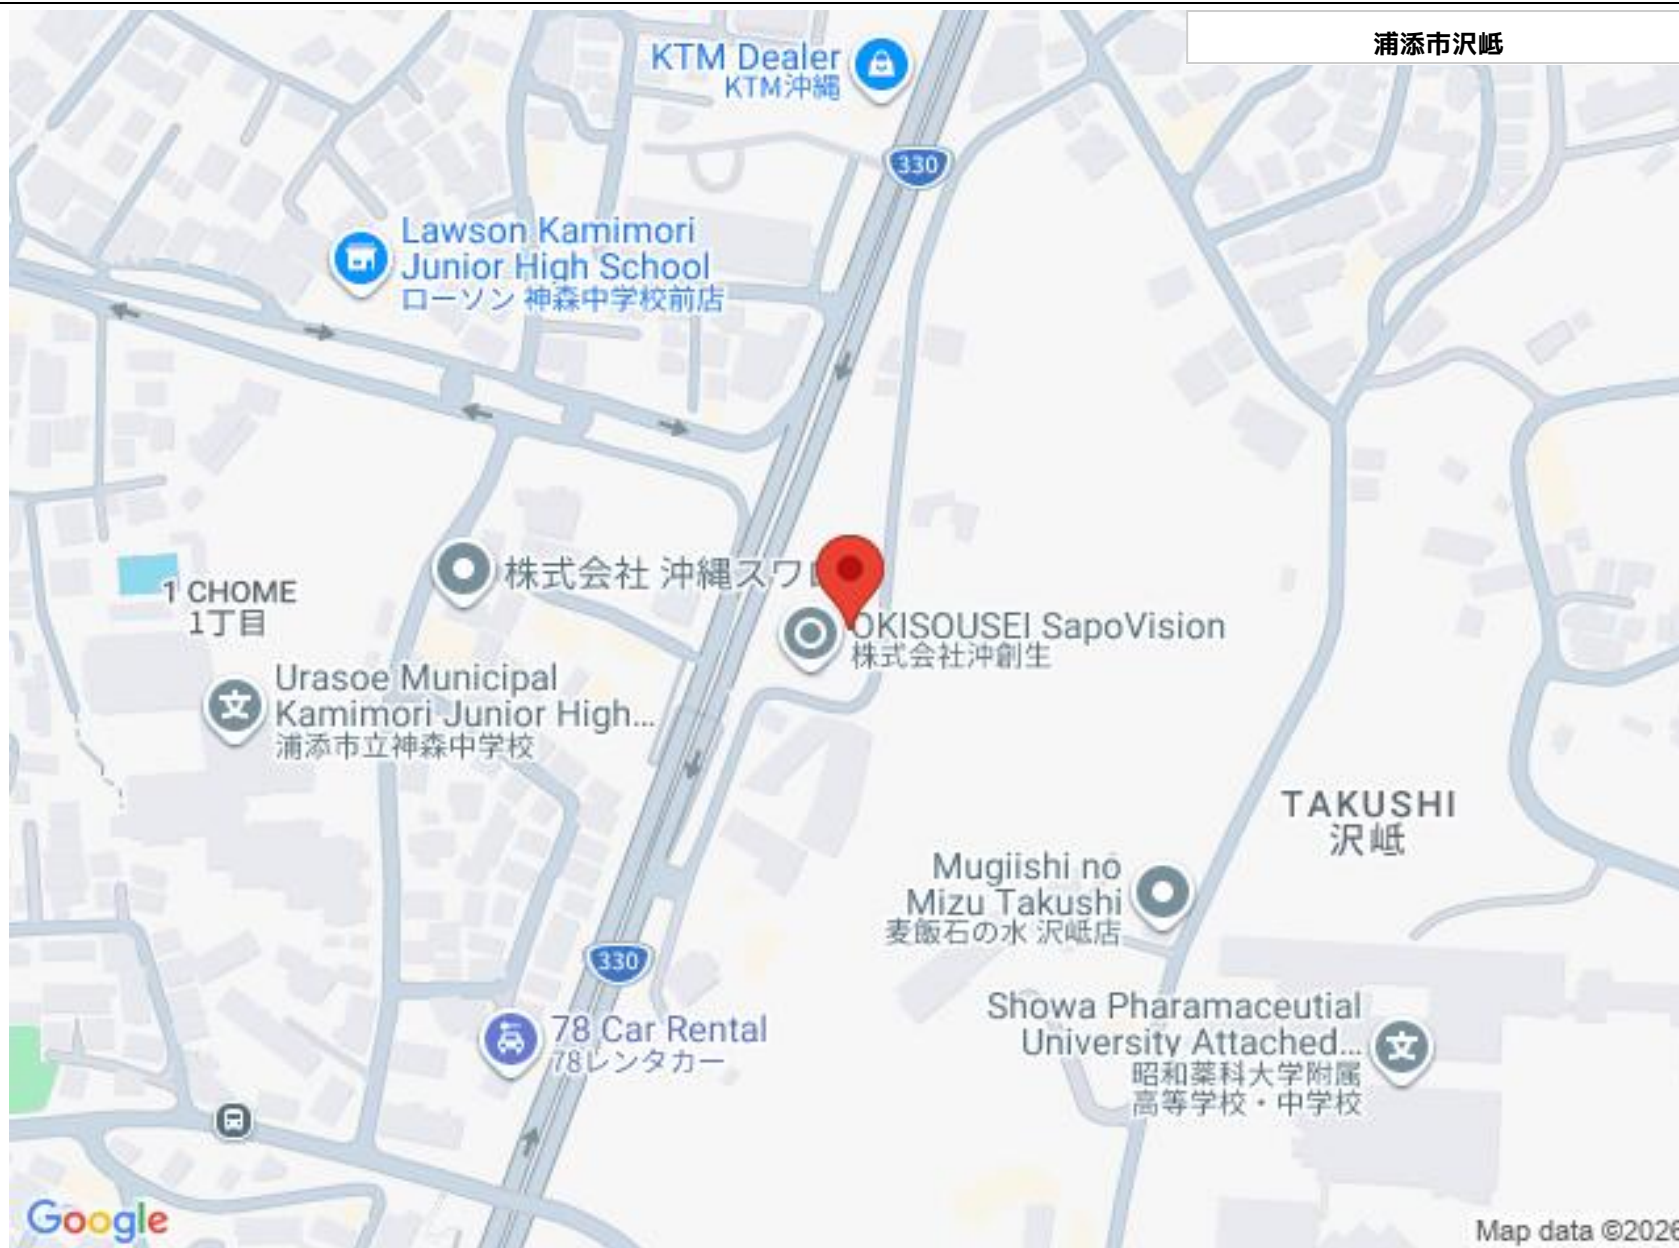 浦添市沢岻
KTM Dealer
KTM沖縄
330
Lawson Kamimori
Junior High School
ローソン 神森中学校前店
株式会社 沖縄スワ
1 CHOME
1丁目
OKISOUSEI SapoVision
株式会社沖創生
Urasoe Municipal
Kamimori Junior High...
浦添市立神森中学校
TAKUSHI
沢岻
Mugiishi no
Mizu Takushi
麦飯石の水 沢岻店
330
Showa Pharamaceutial
University Attached...
昭和薬科大学附属
高等学校・中学校
78 Car Rental
78レンタカー
Google
Map data ©2026